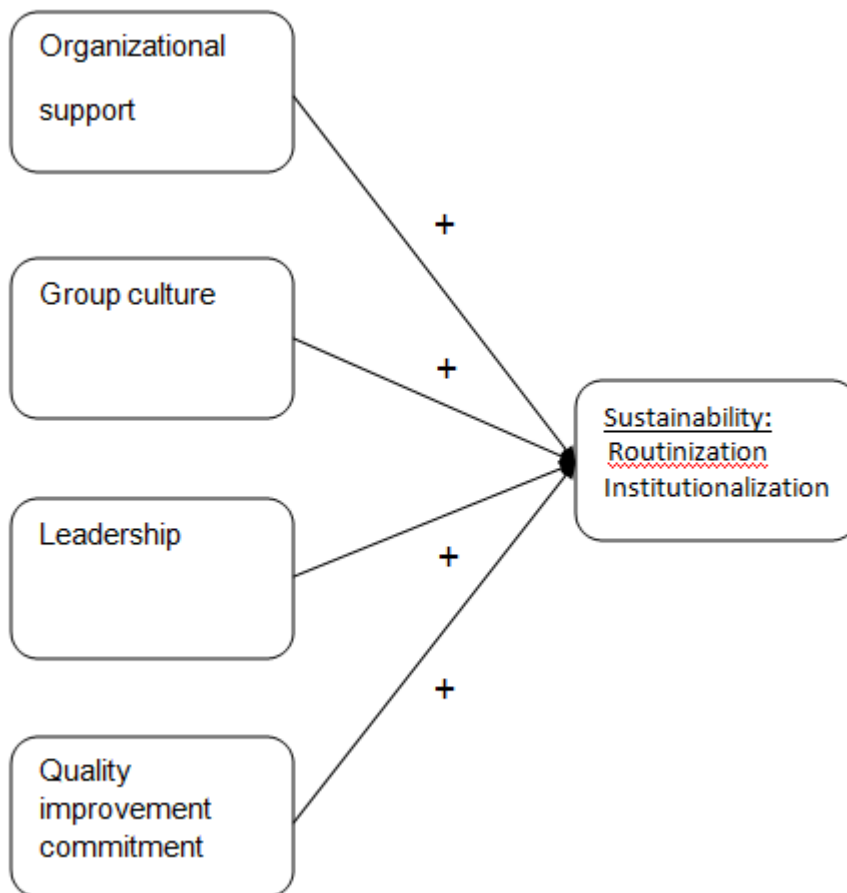 Organizational
support
+
Group culture
+
Sustainability:
Routinization
Institutionalization
Leadership
+
+
Quality
improvement
commitment